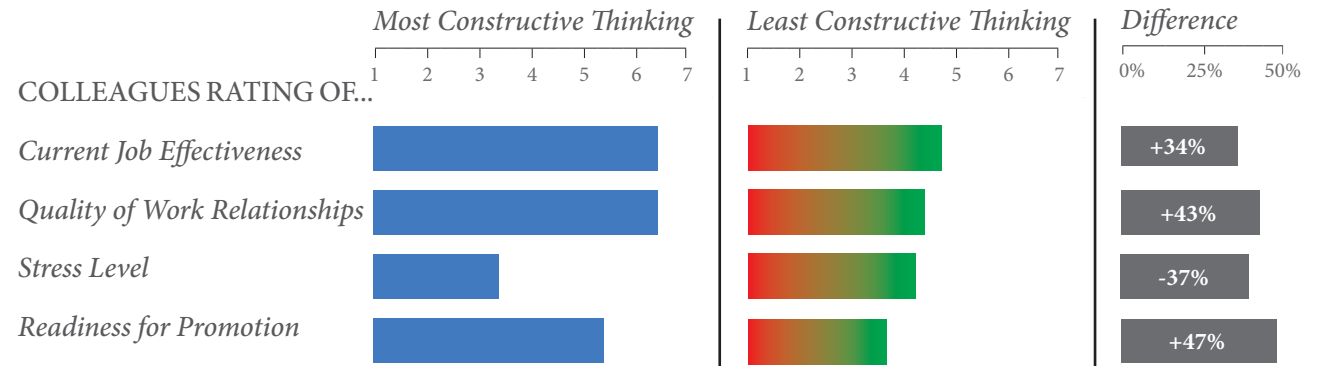 Most Constructive Thinking Least Constructive Thinking Difference
1 2 3 4 5 6 7 1 2 3 4 5 6 7 0% 25% 50%
COLLEAGUES RATING OF...
Current Job Effectiveness +34%
Quality of Work Relationships +43%
Stress Level -37%
Readiness for Promotion +47%